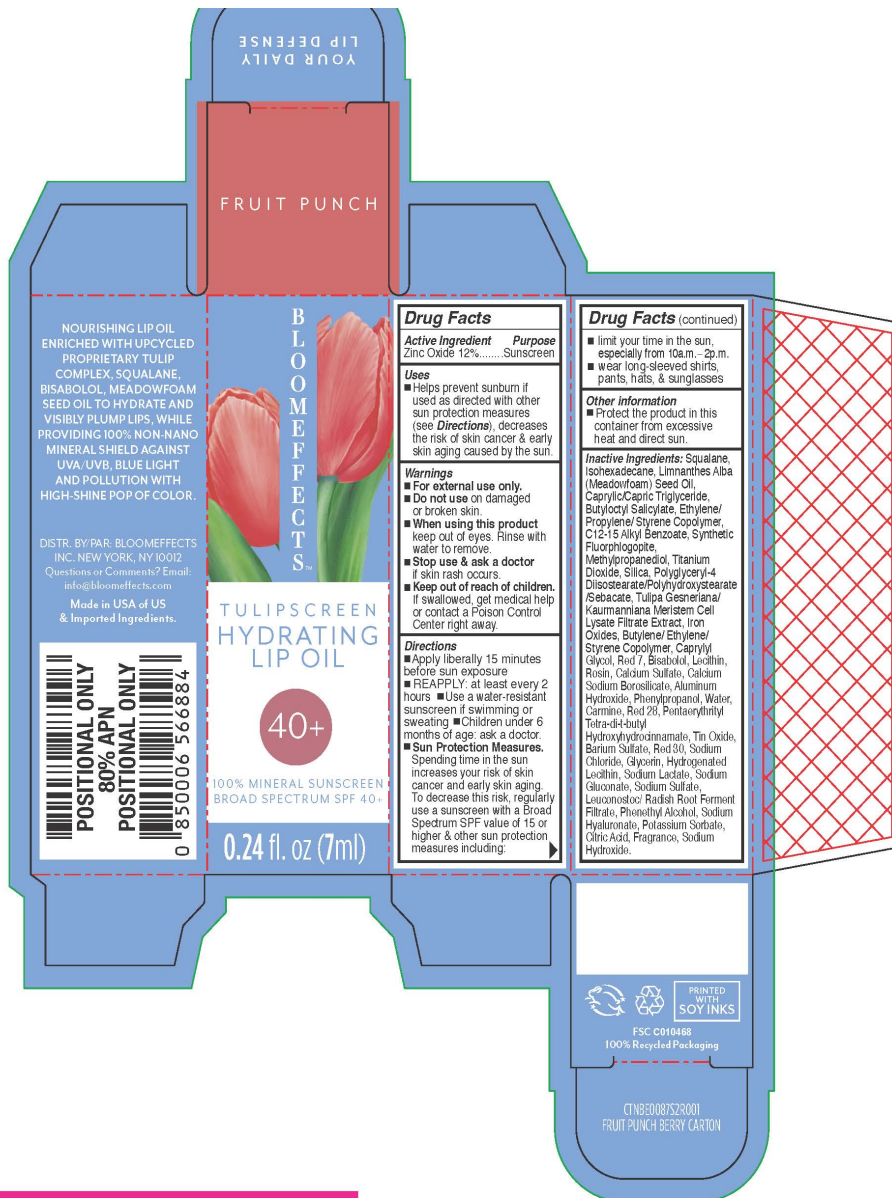 YOUR DAILY
LIP DEFENSE
FRUIT PUNCH
NOURISHING LIP OIL
ENRICHED WITH UPCYCLED
PROPRIETARY TULIP
COMPLEX, SQUALANE,
BISABOLOL, MEADOWFOAM
SEED OIL TO HYDRATE AND
VISIBLY PLUMP LIPS, WHILE
PROVIDING 100% NON-NANO
MINERAL SHIELD AGAINST
UVA/UVB, BLUE LIGHT
AND POLLUTION WITH
HIGH-SHINE POP OF COLOR.
DISTR. BY/PAR: BLOOMEFFECTS
INC. NEW YORK, NY 10012
Questions or Comments? Email:
info@bloomeffects.com
Made in USA of US
& Imported Ingredients.
POSITIONAL ONLY
80% APN
POSITIONAL ONLY
0 850006 566884
BLOOMEFFECTS™
TULIPSCREEN
HYDRATING
LIP OIL
40+
100% MINERAL SUNSCREEN
BROAD SPECTRUM SPF 40+
0.24 fl. oz (7ml)
Drug Facts
Active Ingredient Purpose
Zinc Oxide 12%........Sunscreen
Uses
■ Helps prevent sunburn if
used as directed with other
sun protection measures
(see Directions), decreases
the risk of skin cancer & early
skin aging caused by the sun.
Warnings
■ For external use only.
■ Do not use on damaged
or broken skin.
■ When using this product
keep out of eyes. Rinse with
water to remove.
■ Stop use & ask a doctor
if skin rash occurs.
■ Keep out of reach of children.
If swallowed, get medical help
or contact a Poison Control
Center right away.
Directions
■Apply liberally 15 minutes
before sun exposure
■ REAPPLY: at least every 2
hours ■ Use a water-resistant
sunscreen if swimming or
sweating ■Children under 6
months of age: ask a doctor.
■ Sun Protection Measures.
Spending time in the sun
increases your risk of skin
cancer and early skin aging.
To decrease this risk, regularly
use a sunscreen with a Broad
Spectrum SPF value of 15 or
higher & other sun protection
measures including:
Drug Facts (continued)
■ limit your time in the sun,
especially from 10a.m.– 2p.m.
■ wear long-sleeved shirts,
pants, hats, & sunglasses
Other information
■ Protect the product in this
container from excessive
heat and direct sun.
Inactive Ingredients: Squalane,
Isohexadecane, Limnanthes Alba
(Meadowfoam) Seed Oil,
Caprylic/Capric Triglyceride,
Butyloctyl Salicylate, Ethylene/
Propylene/ Styrene Copolymer,
C12-15 Alkyl Benzoate, Synthetic
Fluorphlogopite,
Methylpropanediol, Titanium
Dioxide, Silica, Polyglyceryl-4
Diisostearate/Polyhydroxystearate
/Sebacate, Tulipa Gesneriana/
Kaurmanniana Meristem Cell
Lysate Filtrate Extract, Iron
Oxides, Butylene/ Ethylene/
Styrene Copolymer, Caprylyl
Glycol, Red 7, Bisabolol, Lecithin,
Rosin, Calcium Sulfate, Calcium
Sodium Borosilicate, Aluminum
Hydroxide, Phenylpropanol, Water,
Carmine, Red 28, Pentaerythrityl
Tetra-di-t-butyl
Hydroxyhydrocinnamate, Tin Oxide,
Barium Sulfate, Red 30, Sodium
Chloride, Glycerin, Hydrogenated
Lecithin, Sodium Lactate, Sodium
Gluconate, Sodium Sulfate,
Leuconostoc/ Radish Root Ferment
Filtrate, Phenethyl Alcohol, Sodium
Hyaluronate, Potassium Sorbate,
Citric Acid, Fragrance, Sodium
Hydroxide.
PRINTED
WITH
SOY INKS
FSC C010468
100% Recycled Packaging
CTNBE0087S2R001
FRUIT PUNCH BERRY CARTON